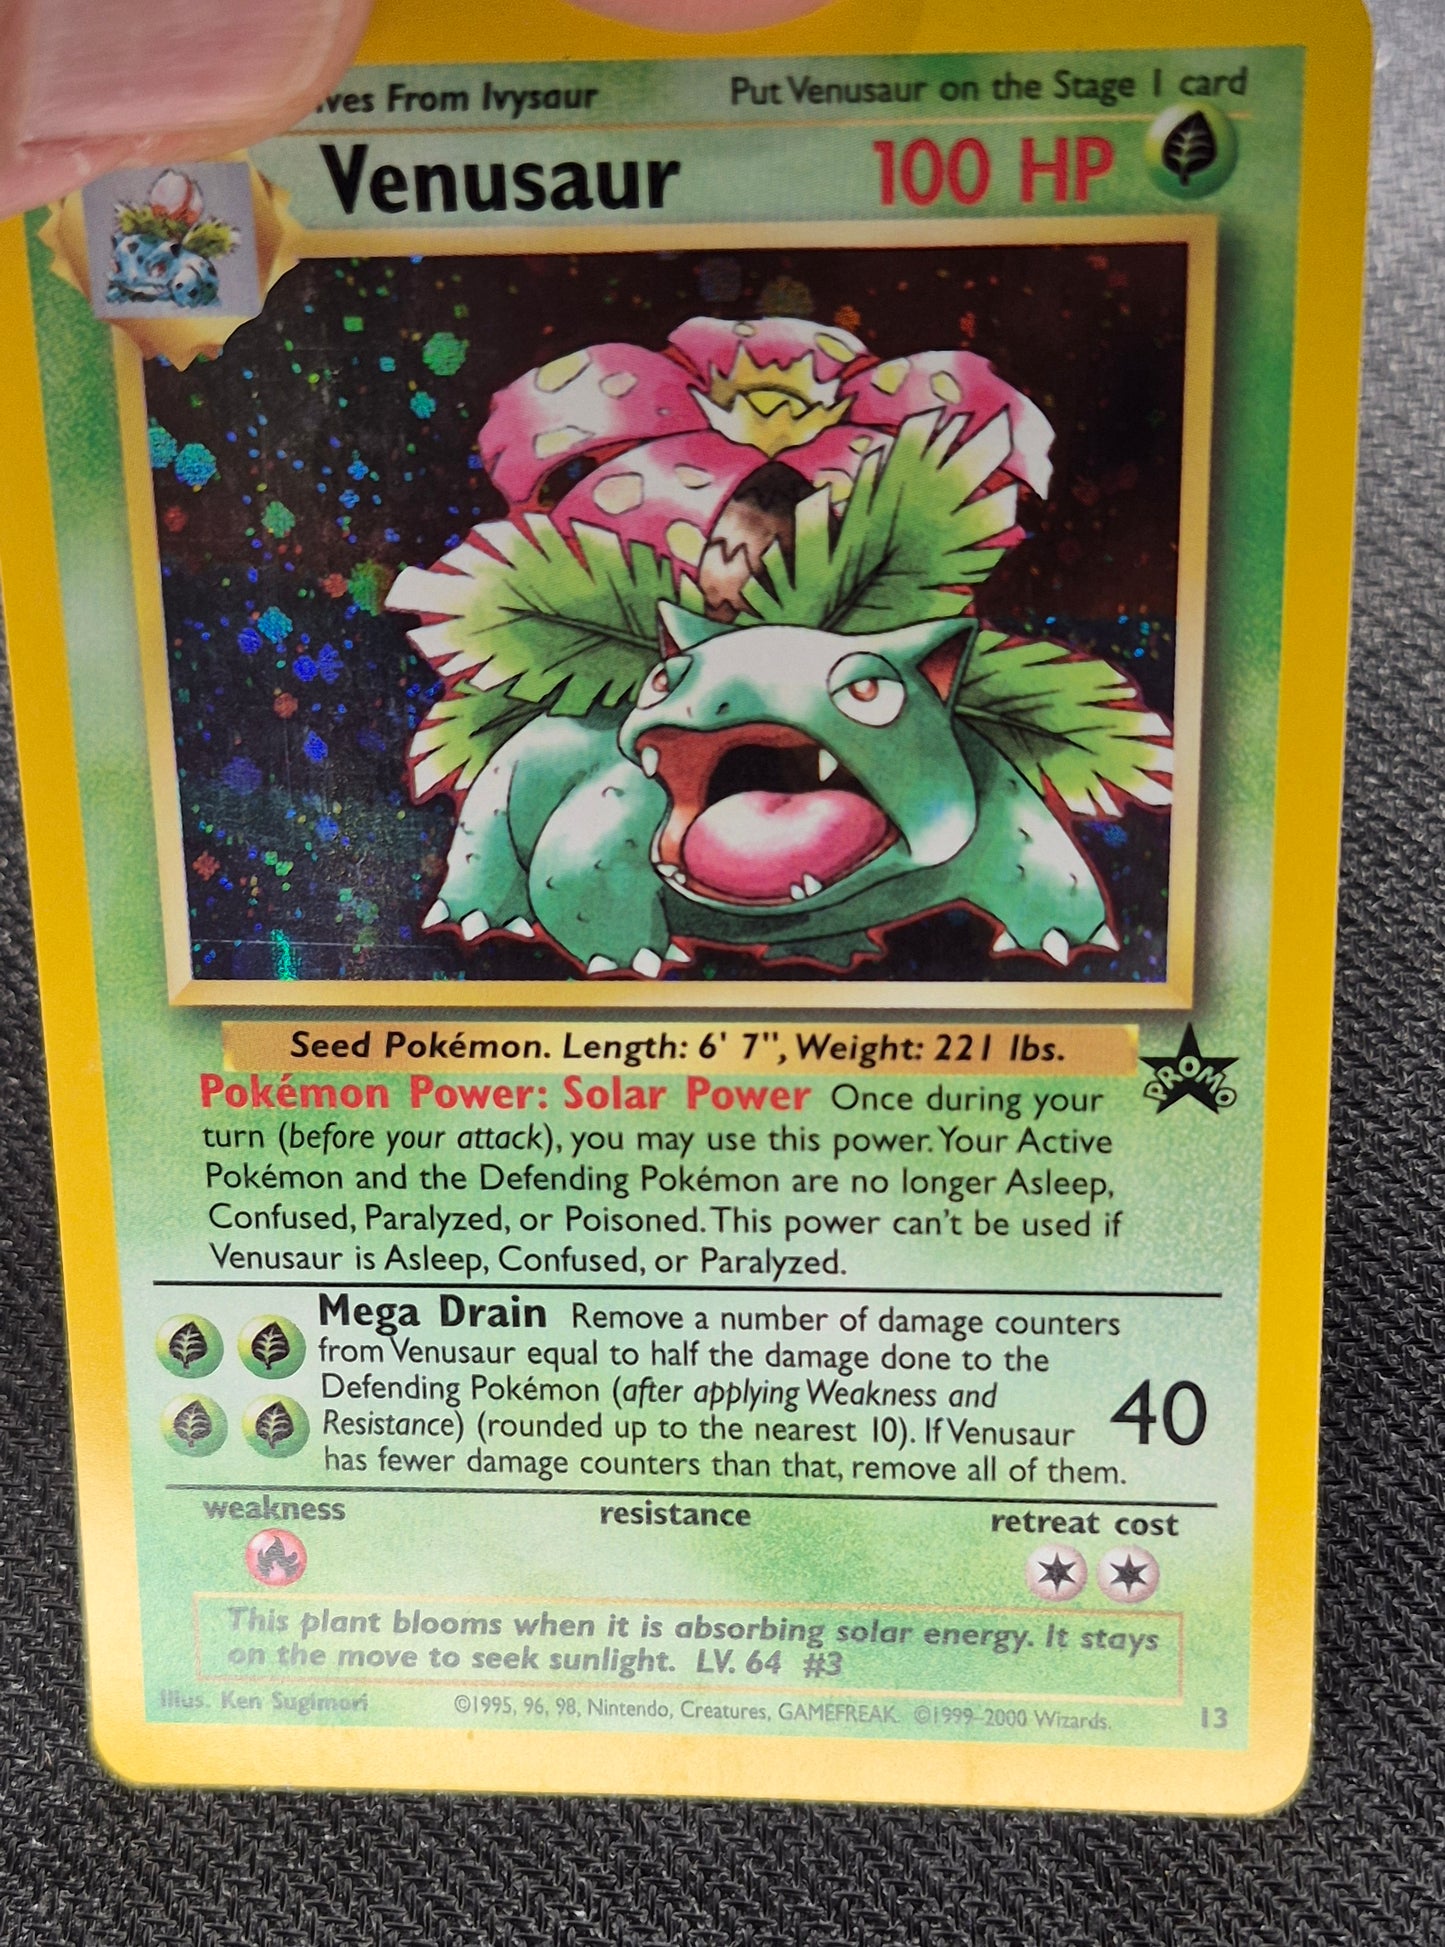 From Ivysaur
Put Venusaur on the Stage 1 card
Venusaur
100 HP
Seed Pokémon. Length: 6' 7", Weight: 221 lbs.
PROMO
Pokémon Power: Solar Power Once during your
turn (before your attack), you may use this power. Your Active
Pokémon and the Defending Pokémon are no longer Asleep,
Confused, Paralyzed, or Poisoned. This power can't be used if
Venusaur is Asleep, Confused, or Paralyzed.
Mega Drain Remove a number of damage counters
from Venusaur equal to half the damage done to the
Defending Pokémon (after applying Weakness and
Resistance) (rounded up to the nearest 10). If Venusaur
has fewer damage counters than that, remove all of them.
40
weakness
resistance
retreat cost
This plant blooms when it is absorbing solar energy. It stays
on the move to seek sunlight. LV. 64 #3
Illus. Ken Sugimori
©1995, 96, 98, Nintendo, Creatures, GAMEFREAK. ©1999-2000 Wizards.
13